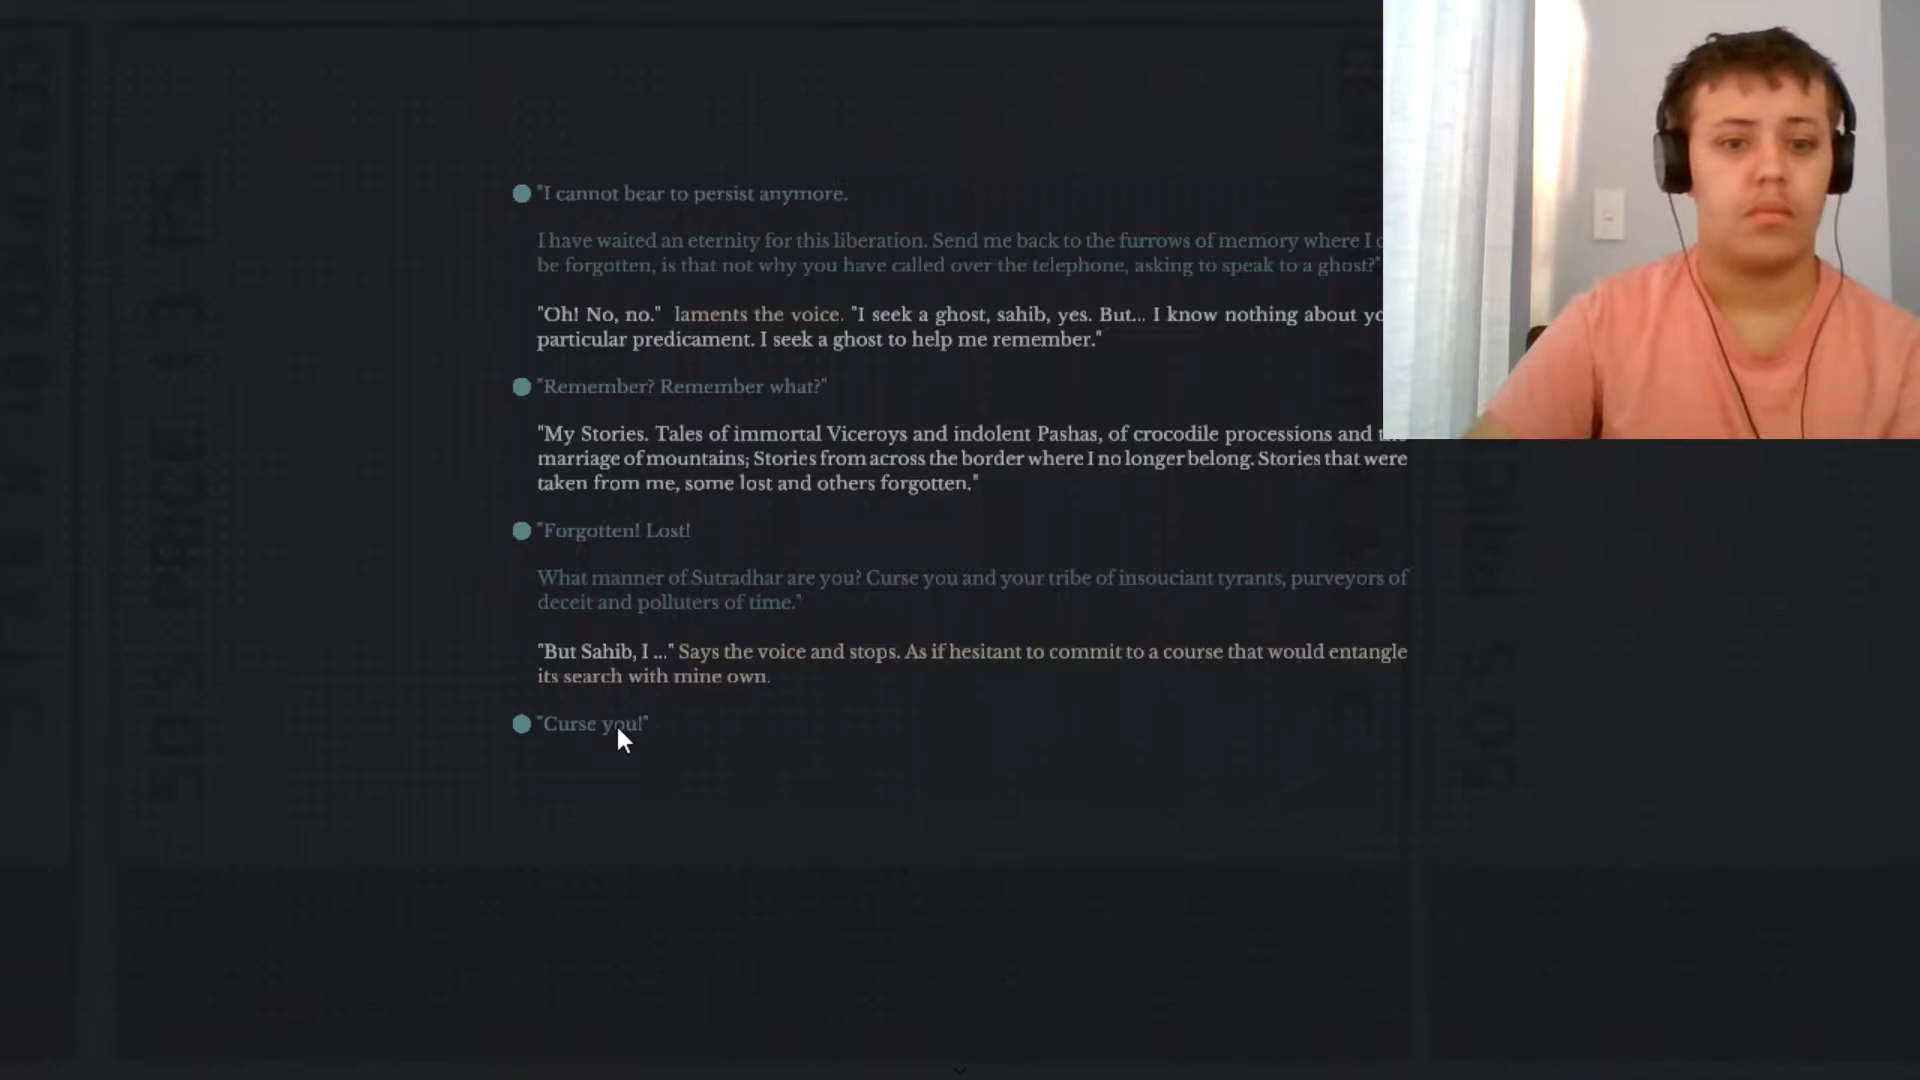 "I cannot bear to persist anymore.
I have waited an eternity for this liberation. Send me back to the furrows of memory where I
be forgotten, is that not why you have called over the telephone, asking to speak to a ghost?"
"Oh! No, no." laments the voice. "I seek a ghost, sahib, yes. But... I know nothing about
particular predicament. I seek a ghost to help me remember."
"Remember? Remember what?"
"My Stories. Tales of immortal Viceroys and indolent Pashas, of crocodile processions and
marriage of mountains; Stories from across the border where I no longer belong. Stories that were
taken from me, some lost and others forgotten."
"Forgotten! Lost!
What manner of Sutradhar are you? Curse you and your tribe of insouciant tyrants, purveyors of
deceit and polluters of time."
"But Sahib, I ..." Says the voice and stops. As if hesitant to commit to a course that would entangle
its search with mine own.
"Curse you!"